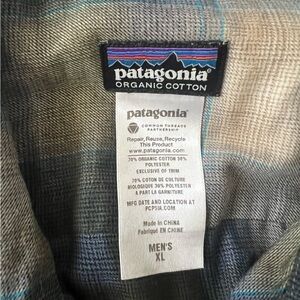 patagonia®
ORGANIC COTTON
patagonia®
COMMON THREADS
PARTNERSHIP
Repair, Reuse, Recycle
This Product
www.patagonia.com
70% ORGANIC COTTON 30%
POLYESTER
EXCLUSIVE OF TRIM
70% COTON DE CULTURE
BIOLOGIQUE 30% POLYESTER
A PART LA GARNITURE
MFG DATE AND LOCATION AT
PCPSIA.COM
Made in CHINA
Fabriqué EN CHINE
MEN'S
XL